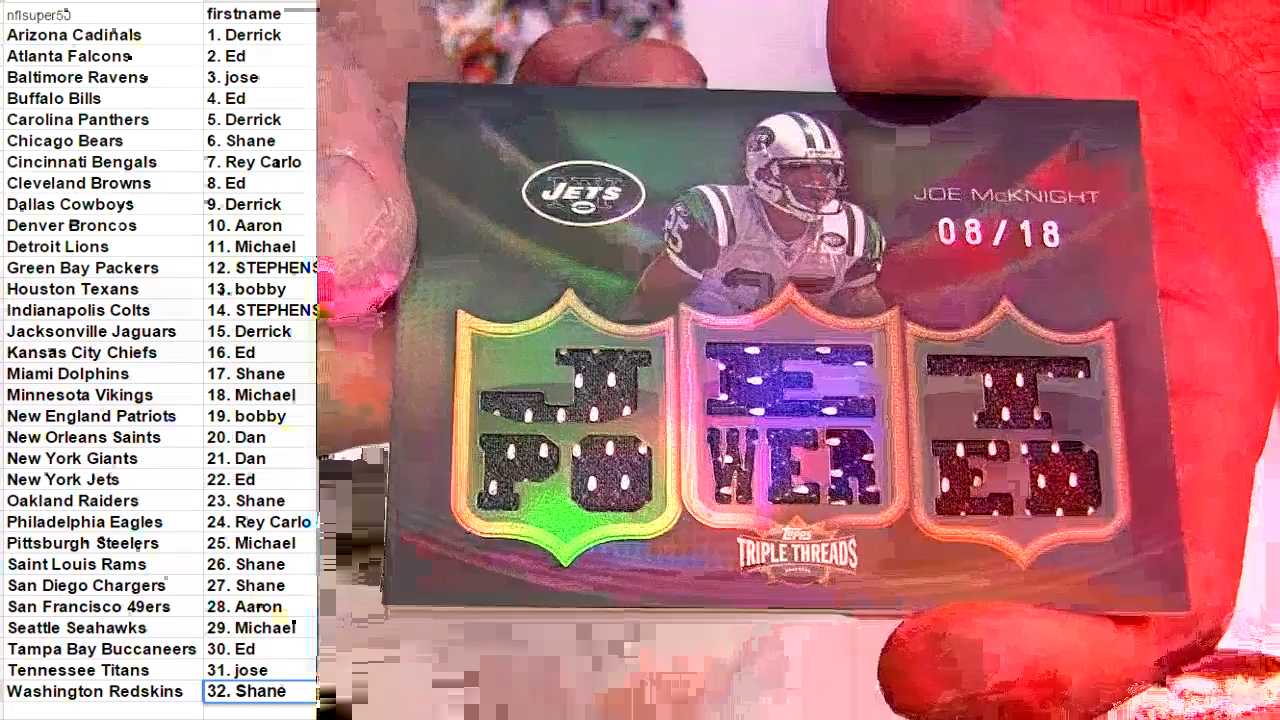 nflsuper55
firstname
Arizona Cadinals
1. Derrick
Atlanta Falcons
2. Ed
Baltimore Ravens
3. jose
Buffalo Bills
4. Ed
Carolina Panthers
5. Derrick
Chicago Bears
6. Shane
Cincinnati Bengals
7. Rey Carlo
Cleveland Browns
8. Ed
Dallas Cowboys
9. Derrick
Denver Broncos
10. Aaron
Detroit Lions
11. Michael
Green Bay Packers
12. STEPHENS
Houston Texans
13. bobby
Indianapolis Colts
14. STEPHENS
Jacksonville Jaguars
15. Derrick
Kansas City Chiefs
16. Ed
Miami Dolphins
17. Shane
Minnesota Vikings
18. Michael
New England Patriots
19. bobby
New Orleans Saints
20. Dan
New York Giants
21. Dan
New York Jets
22. Ed
Oakland Raiders
23. Shane
Philadelphia Eagles
24. Rey Carlo
Pittsburgh Steelers
25. Michael
Saint Louis Rams
26. Shane
San Diego Chargers
27. Shane
San Francisco 49ers
28. Aaron
Seattle Seahawks
29. Michael
Tampa Bay Buccaneers
30. Ed
Tennessee Titans
31. jose
Washington Redskins
32. Shane
JETS
JOE McKNIGHT
08/18
JET
POWERED
TOPPS
TRIPLE THREADS